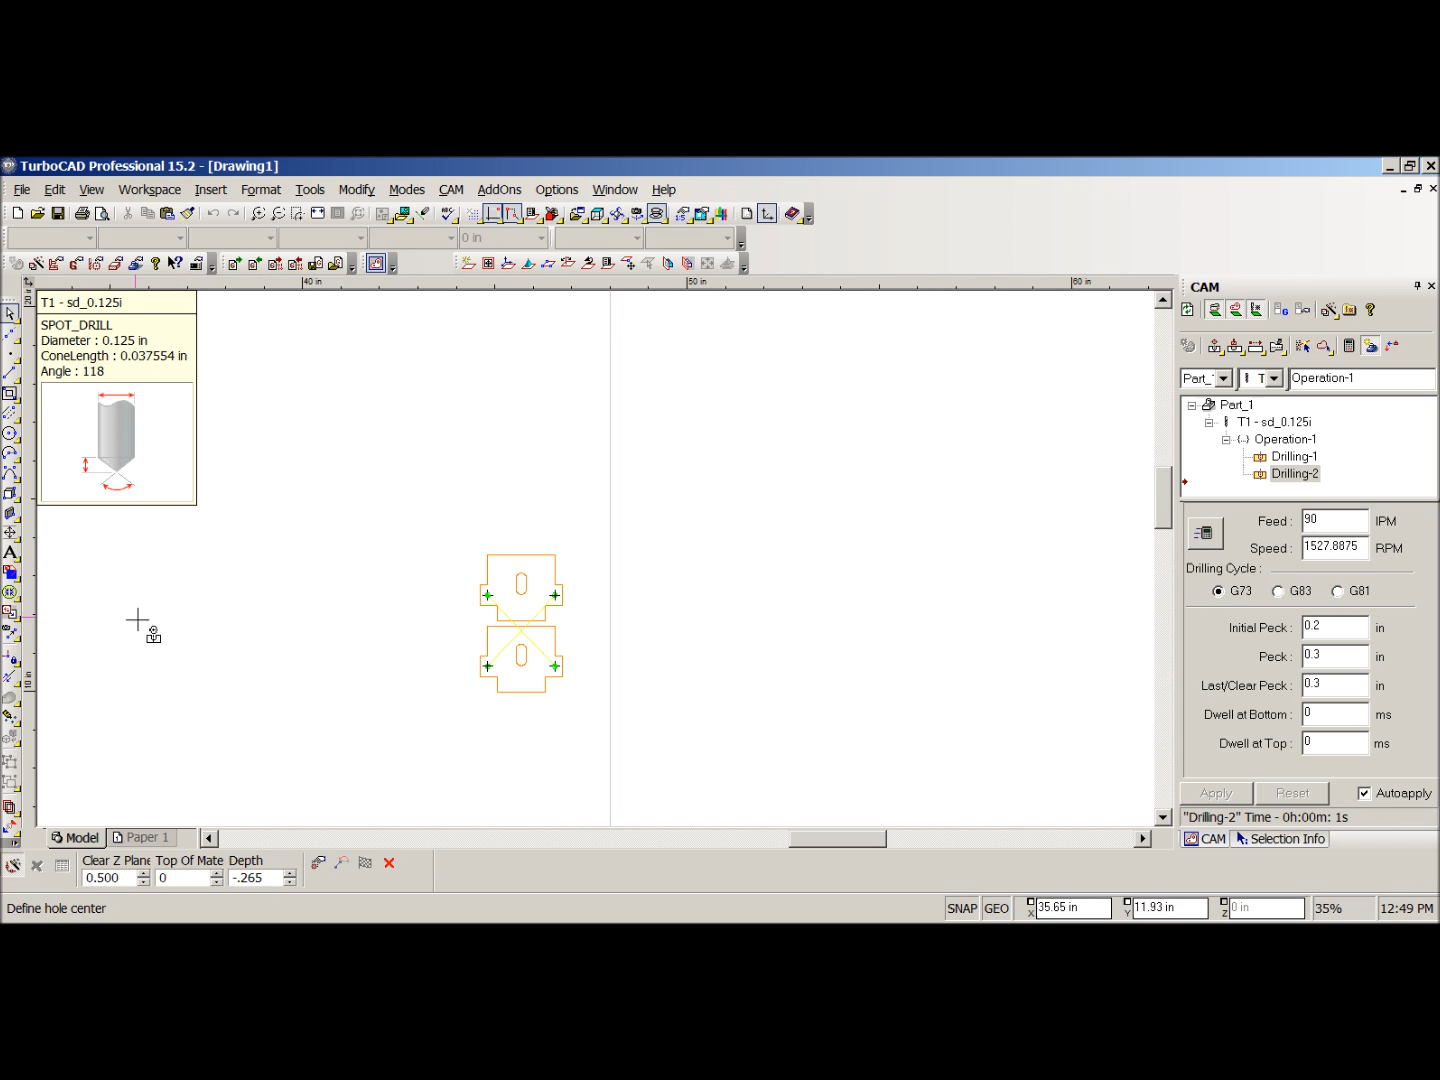 TurboCAD Professional 15.2 - [Drawing1]
File Edit View Workspace Insert Format Tools Modify Modes CAM AddOns Options Window Help
0 in
40 in 50 in 60 in
20 in
T1 - sd_0.125i
SPOT_DRILL
Diameter : 0.125 in
ConeLength : 0.037554 in
Angle : 118
10 in
CAM
Part_ T Operation-1
Part_1
T1 - sd_0.125i
Operation-1
Drilling-1
Drilling-2
Feed : 90 IPM
Speed : 1527.8875 RPM
Drilling Cycle :
G73 G83 G81
Initial Peck : 0.2 in
Peck : 0.3 in
Last/Clear Peck : 0.3 in
Dwell at Bottom : 0 ms
Dwell at Top : 0 ms
Apply Reset Autoapply
"Drilling-2" Time - 0h:00m: 1s
Model Paper 1 CAM Selection Info
Clear Z Plane Top Of Mate Depth
0.500 0 -.265
Define hole center SNAP GEO X 35.65 in Y 11.93 in Z 0 in 35% 12:49 PM